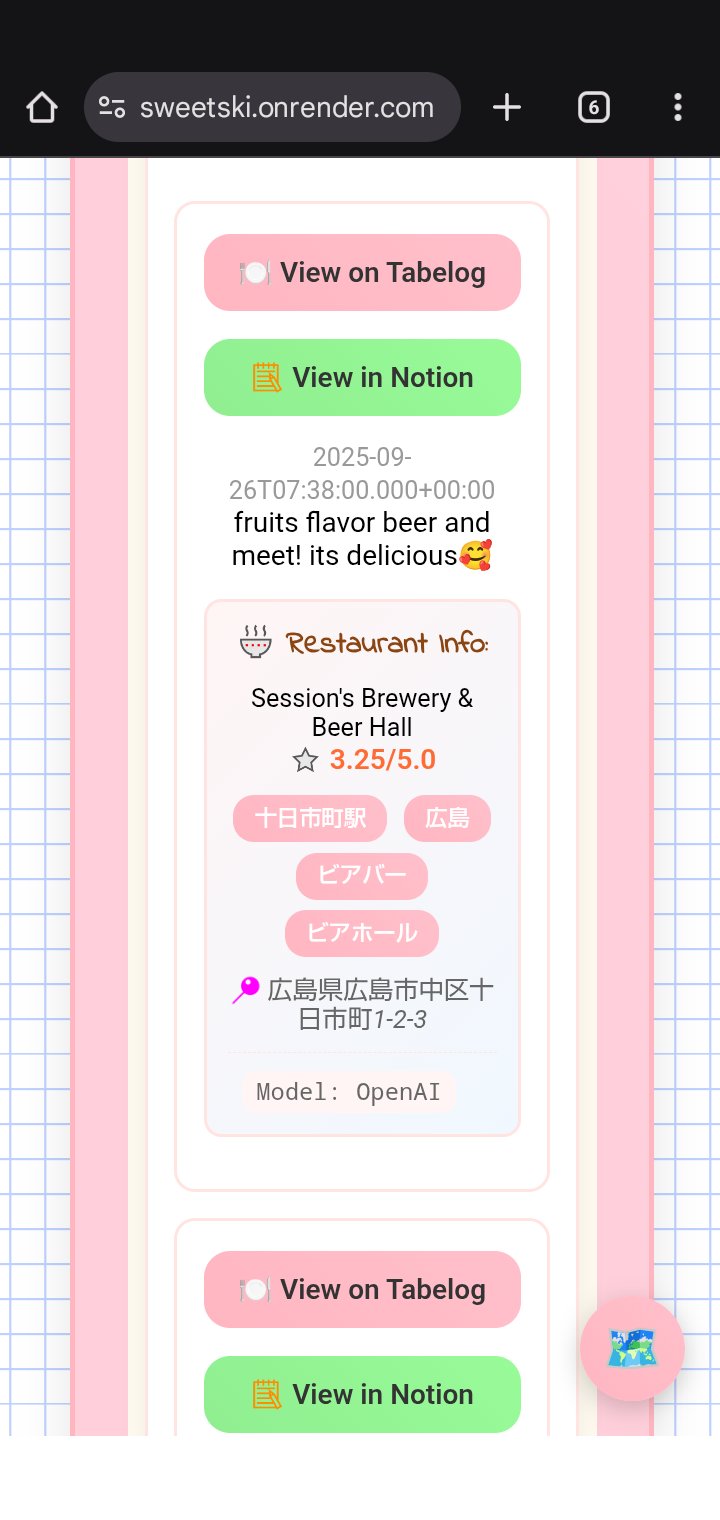 sweetski.onrender.com
6
View on Tabelog
View in Notion
2025-09-
26T07:38:00.000+00:00
fruits flavor beer and
meet! its delicious🥰
Restaurant Info:
Session's Brewery &
Beer Hall
3.25/5.0
十日市町駅
広島
ビアバー
ビアホール
広島県広島市中区十
日市町1-2-3
Model: OpenAI
View on Tabelog
View in Notion